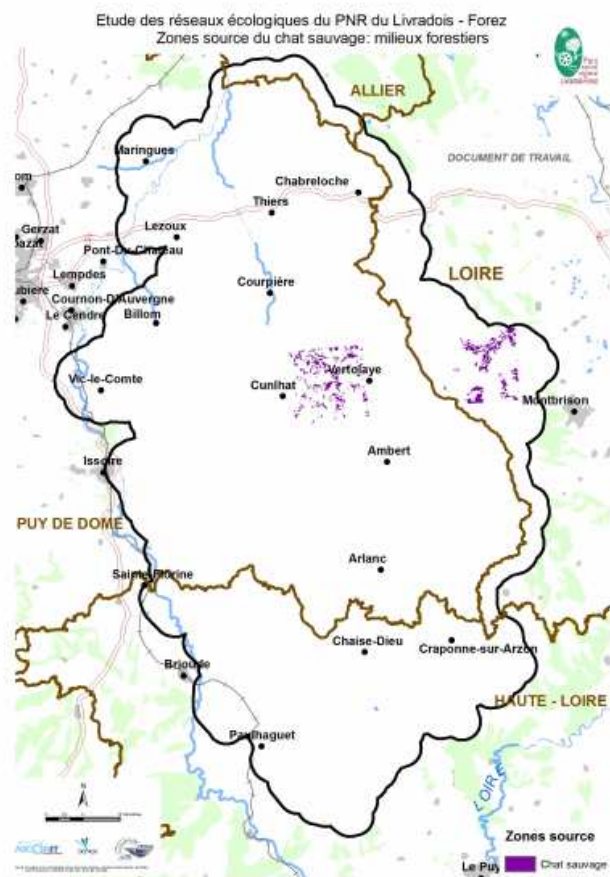 Etude des réseaux écologiques du PNR du Livradois - Forez
Zones source du chat sauvage: milieux forestiers
ALLIER
Maringues
DOCUMENT DE TRAVAIL
Chabreloche
Thiers
Gerzat
Lezoux
Pont-Du-Chateau
LOIRE
Lempdes
Courpière
Cournon-D'Auvergne
Le Cendre
Billom
Vertolaye
Vic-le-Comte
Cunlhat
Montbrison
Ambert
Issoire
PUY DE DOME
Arlanc
Sainte-Florine
Chaise-Dieu
Craponne-sur-Arzon
Brioude
HAUTE - LOIRE
Paulhaguet
N
LOIRE
Zones source
Le Puy
Chat sauvage